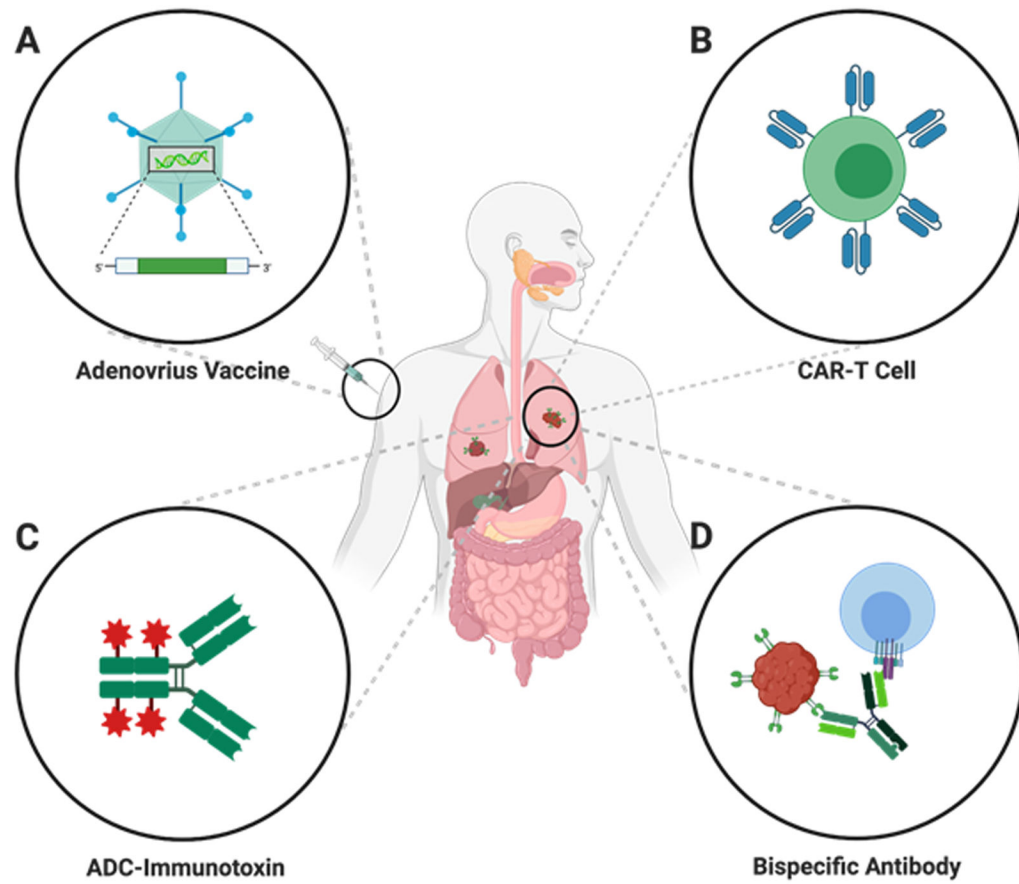 A
B
5'
3'
Adenovrius Vaccine
CAR-T Cell
C
D
ADC-Immunotoxin
Bispecific Antibody